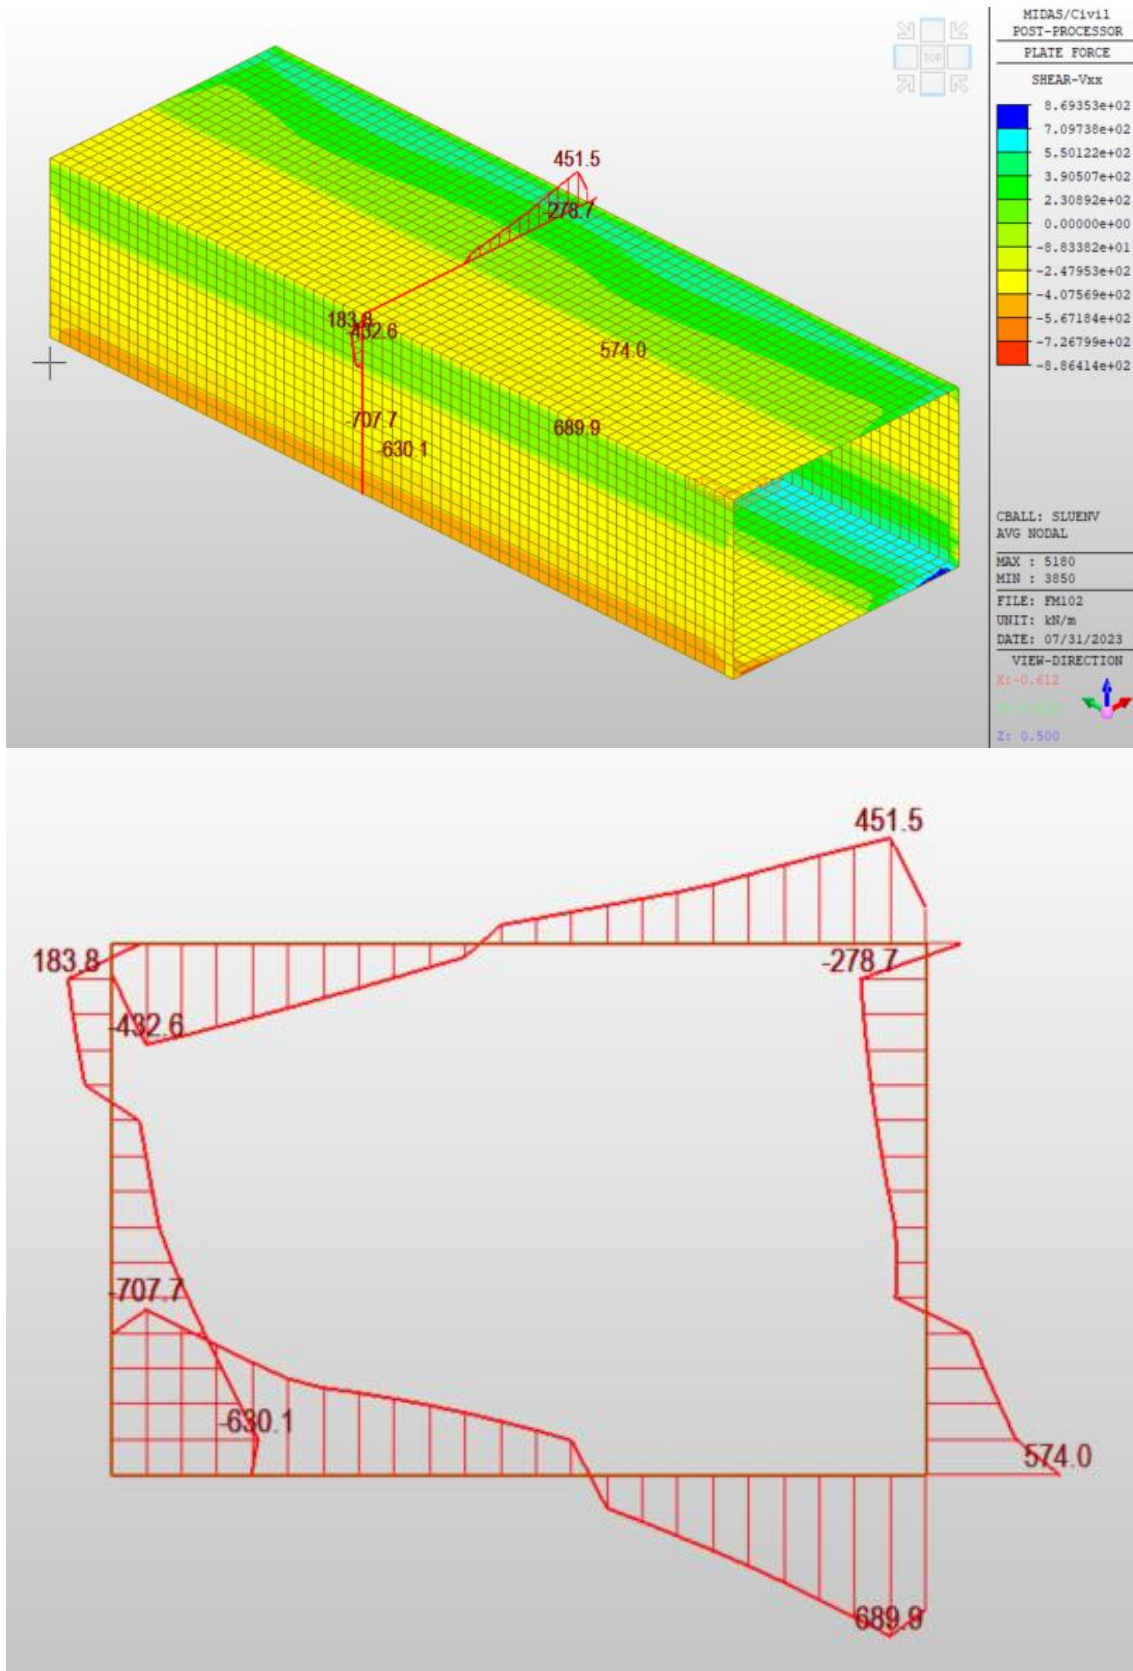 MIDAS/Civil
POST-PROCESSOR
PLATE FORCE
SHEAR-Vxx
8.69353e+02
7.09738e+02
5.50122e+02
3.90507e+02
2.30892e+02
0.00000e+00
-8.83382e+01
-2.47953e+02
-4.07569e+02
-5.67184e+02
-7.26799e+02
-8.86414e+02
TOP
451.5
-278.7
183.8
-432.6
574.0
-707.7
689.9
-630.1
CBALL: SLUENV
AVG NODAL
MAX : 5180
MIN : 3850
FILE: FM102
UNIT: kN/m
DATE: 07/31/2023
VIEW-DIRECTION
X:-0.612
Z: 0.500
451.5
183.8
-278.7
-432.6
-707.7
-630.1
574.0
689.9